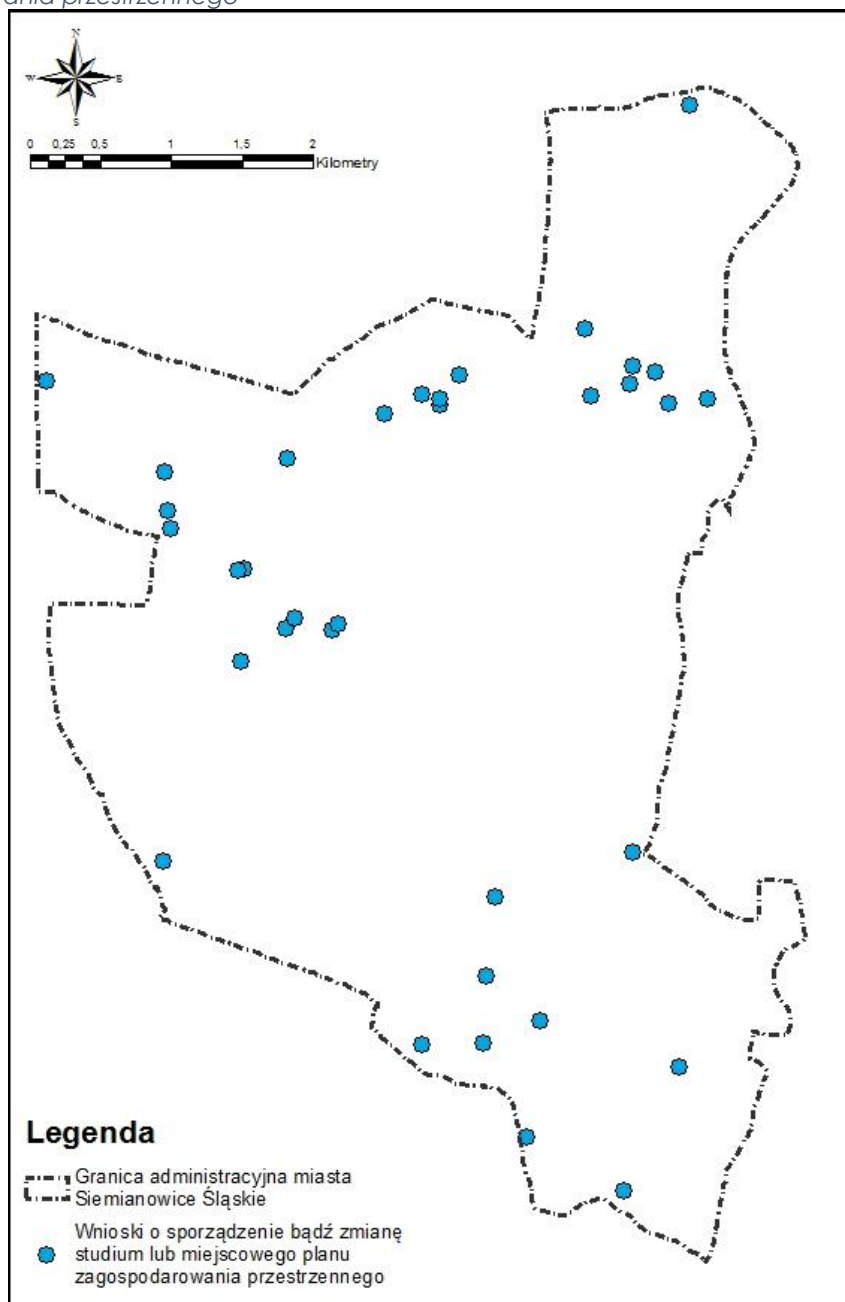 ania przestrzennego
N
W E
S
0 0,25 0,5 1 1,5 2
Kilometry
Legenda
Granica administracyjna miasta
Siemianowice Śląskie
Wnioski o sporządzenie bądź zmianę
studium lub miejscowego planu
zagospodarowania przestrzennego